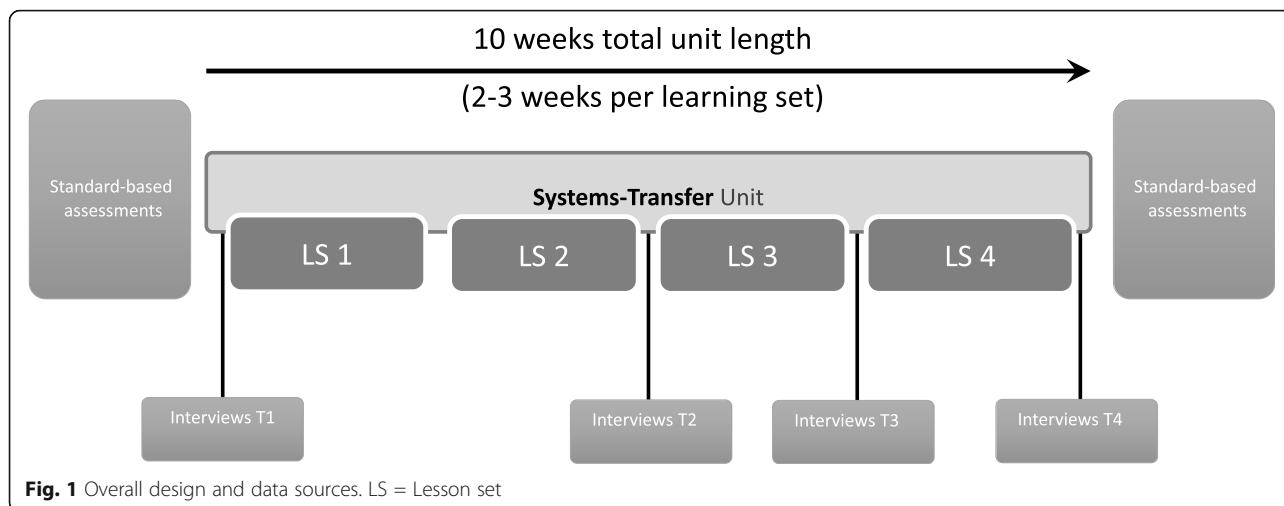 10 weeks total unit length
(2-3 weeks per learning set)
Standard-based
assessments
Systems-Transfer Unit
LS 1
LS 2
LS 3
LS 4
Standard-based
assessments
Interviews T1
Interviews T2
Interviews T3
Interviews T4
Fig. 1 Overall design and data sources. LS = Lesson set